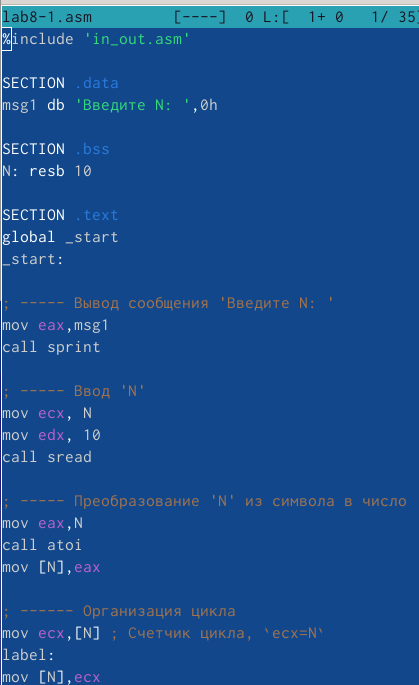 lab8-1.asm [----] 0 L:[ 1+ 0 1/ 35]
%include 'in_out.asm'
SECTION .data
msg1 db 'Введите N: ',0h
SECTION .bss
N: resb 10
SECTION .text
global _start
_start:
; ----- Вывод сообщения 'Введите N: '
mov eax,msg1
call sprint
; ----- Ввод 'N'
mov ecx, N
mov edx, 10
call sread
; ----- Преобразование 'N' из символа в число
mov eax,N
call atoi
mov [N],eax
; ------ Организация цикла
mov ecx,[N] ; Счетчик цикла, `ecx=N`
label:
mov [N],ecx